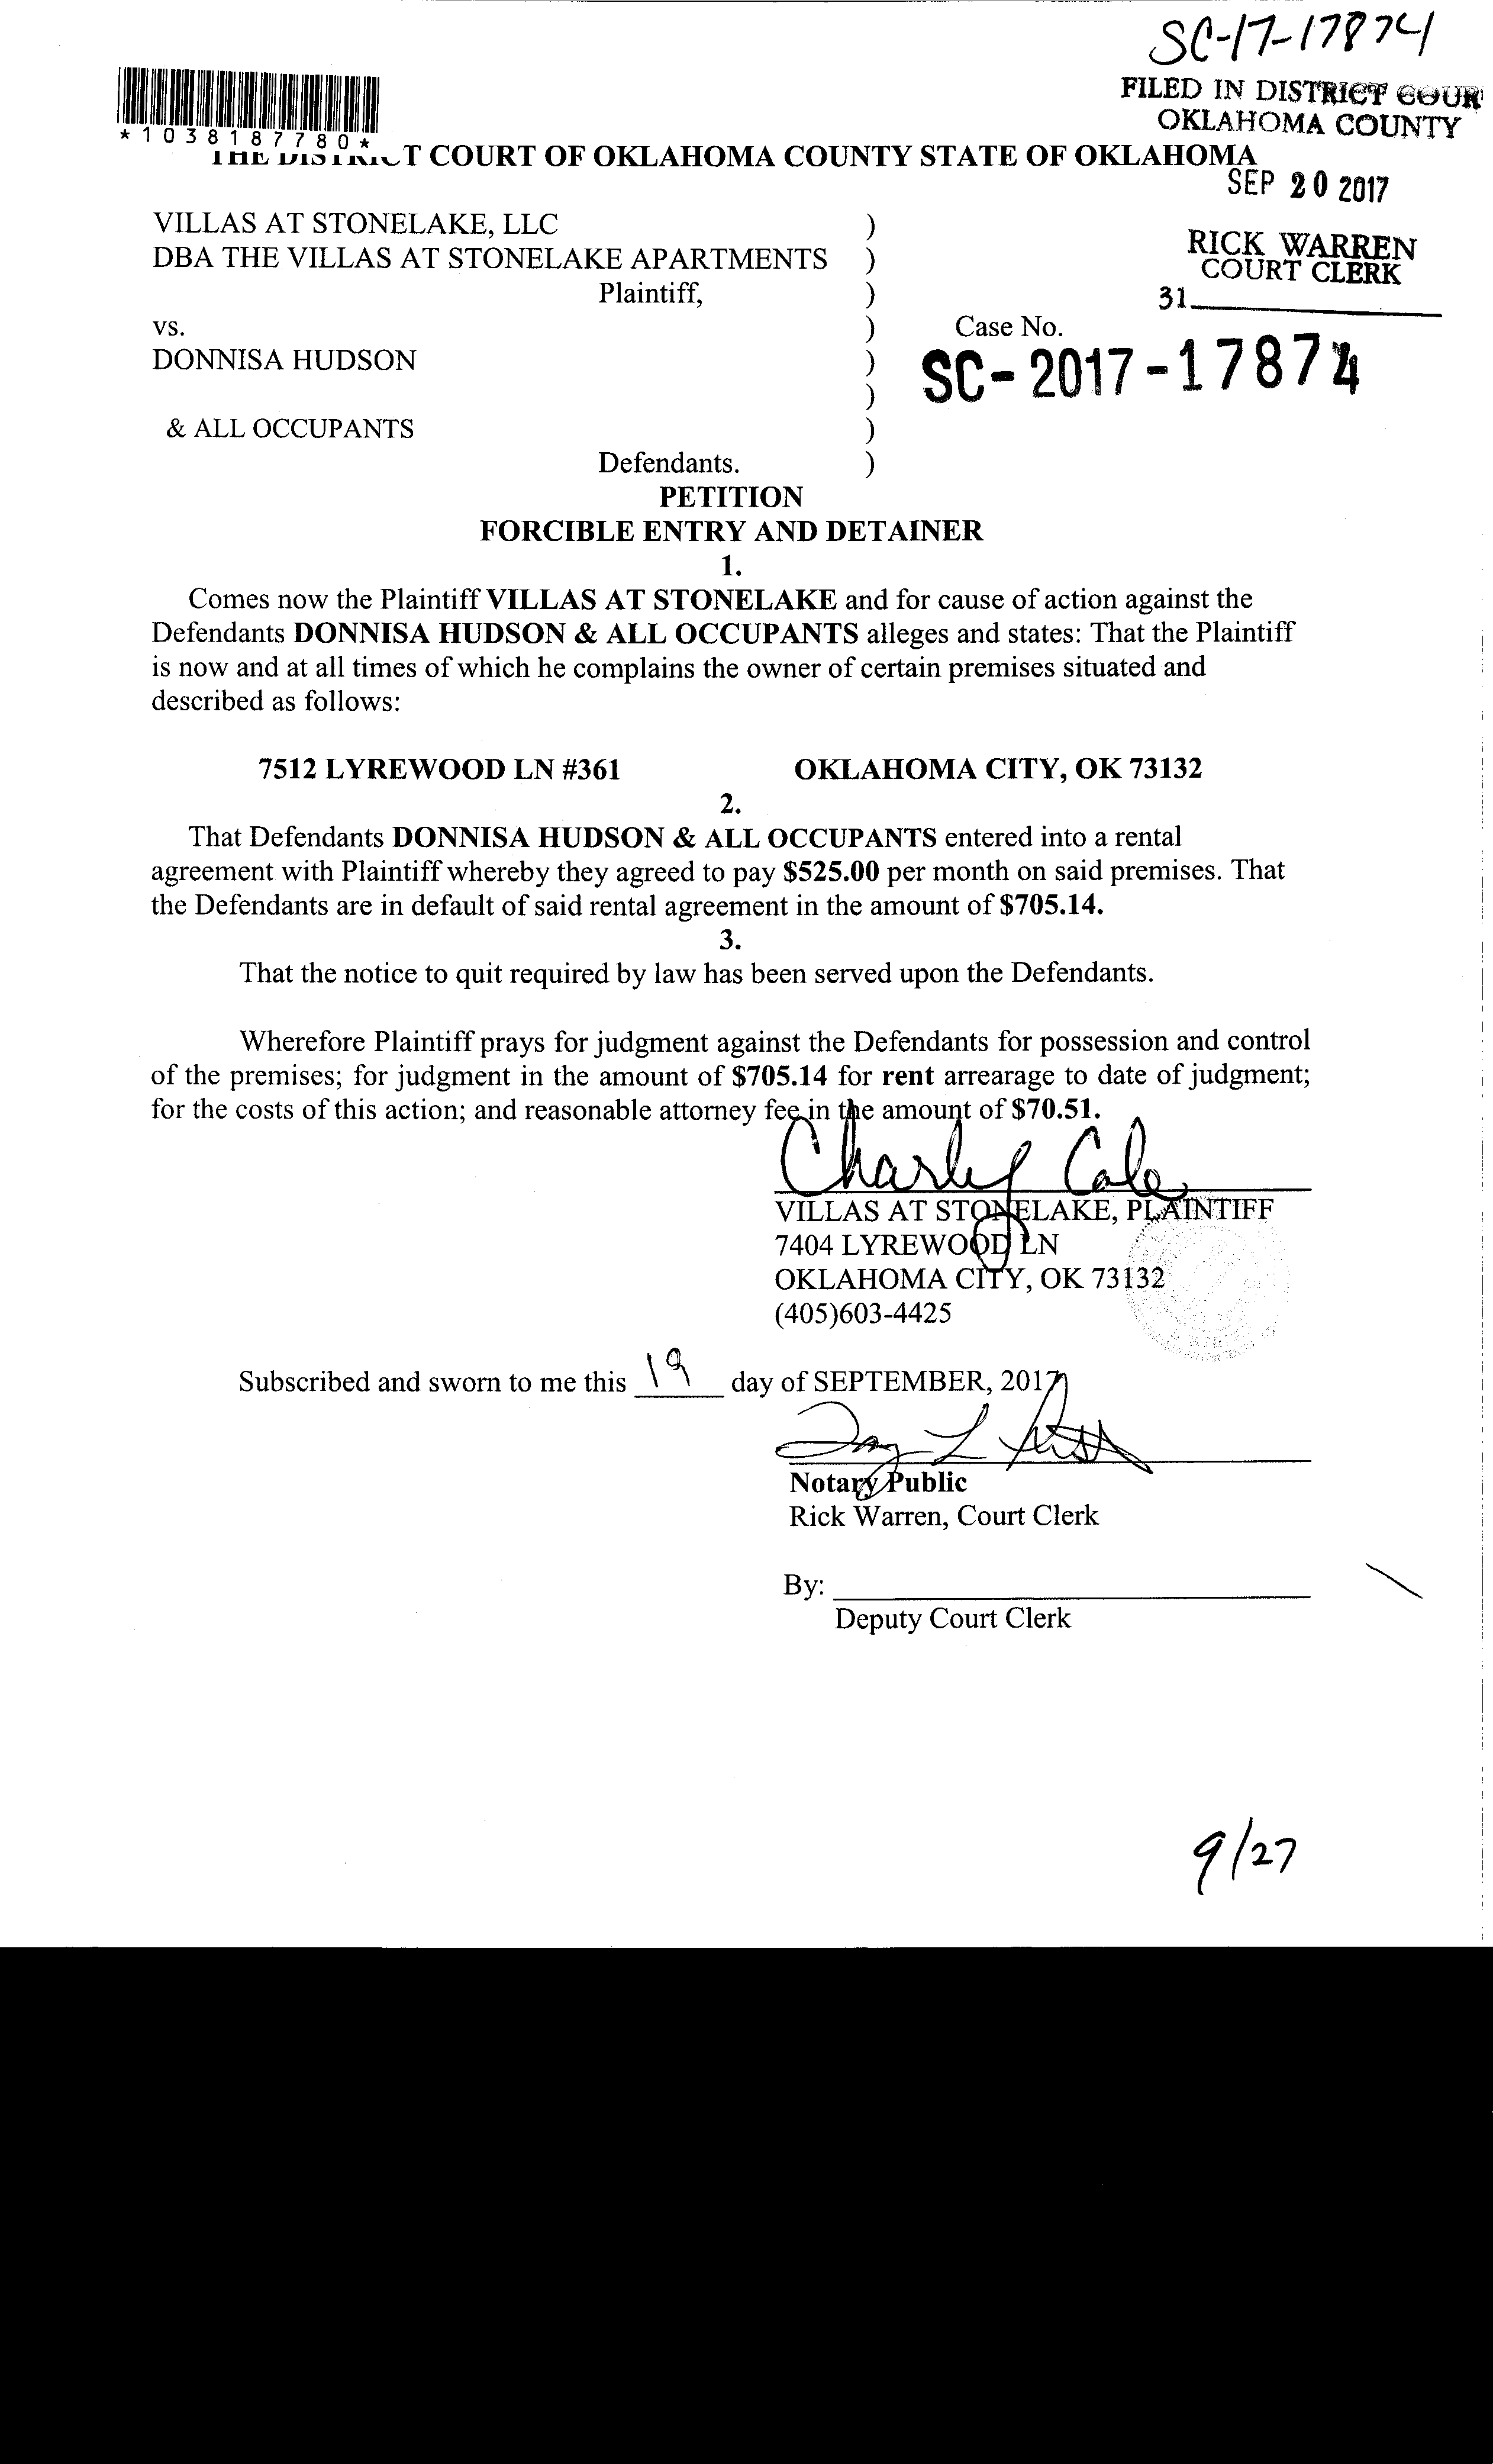 SC-17-17874
FILED IN DISTRICT COUR
OKLAHOMA COUNTY
*1038187780*
THE DISTRICT COURT OF OKLAHOMA COUNTY STATE OF OKLAHOMA
SEP 20 2017
VILLAS AT STONELAKE, LLC )
DBA THE VILLAS AT STONELAKE APARTMENTS )
RICK WARREN
COURT CLERK
Plaintiff, )
31
vs. ) Case No.
DONNISA HUDSON )
SC-2017-17874
)
& ALL OCCUPANTS )
Defendants. )
PETITION
FORCIBLE ENTRY AND DETAINER
1.
Comes now the Plaintiff VILLAS AT STONELAKE and for cause of action against the
Defendants DONNISA HUDSON & ALL OCCUPANTS alleges and states: That the Plaintiff
is now and at all times of which he complains the owner of certain premises situated and
described as follows:
7512 LYREWOOD LN #361 OKLAHOMA CITY, OK 73132
2.
That Defendants DONNISA HUDSON & ALL OCCUPANTS entered into a rental
agreement with Plaintiff whereby they agreed to pay $525.00 per month on said premises. That
the Defendants are in default of said rental agreement in the amount of $705.14.
3.
That the notice to quit required by law has been served upon the Defendants.
Wherefore Plaintiff prays for judgment against the Defendants for possession and control
of the premises; for judgment in the amount of $705.14 for rent arrearage to date of judgment;
for the costs of this action; and reasonable attorney fee in the amount of $70.51.
Charley Cole
VILLAS AT STONELAKE, PLAINTIFF
7404 LYREWOOD LN
OKLAHOMA CITY, OK 73132
(405)603-4425
Subscribed and sworn to me this 19 day of SEPTEMBER, 2017
Notary Public
Rick Warren, Court Clerk
By:
Deputy Court Clerk
9/27